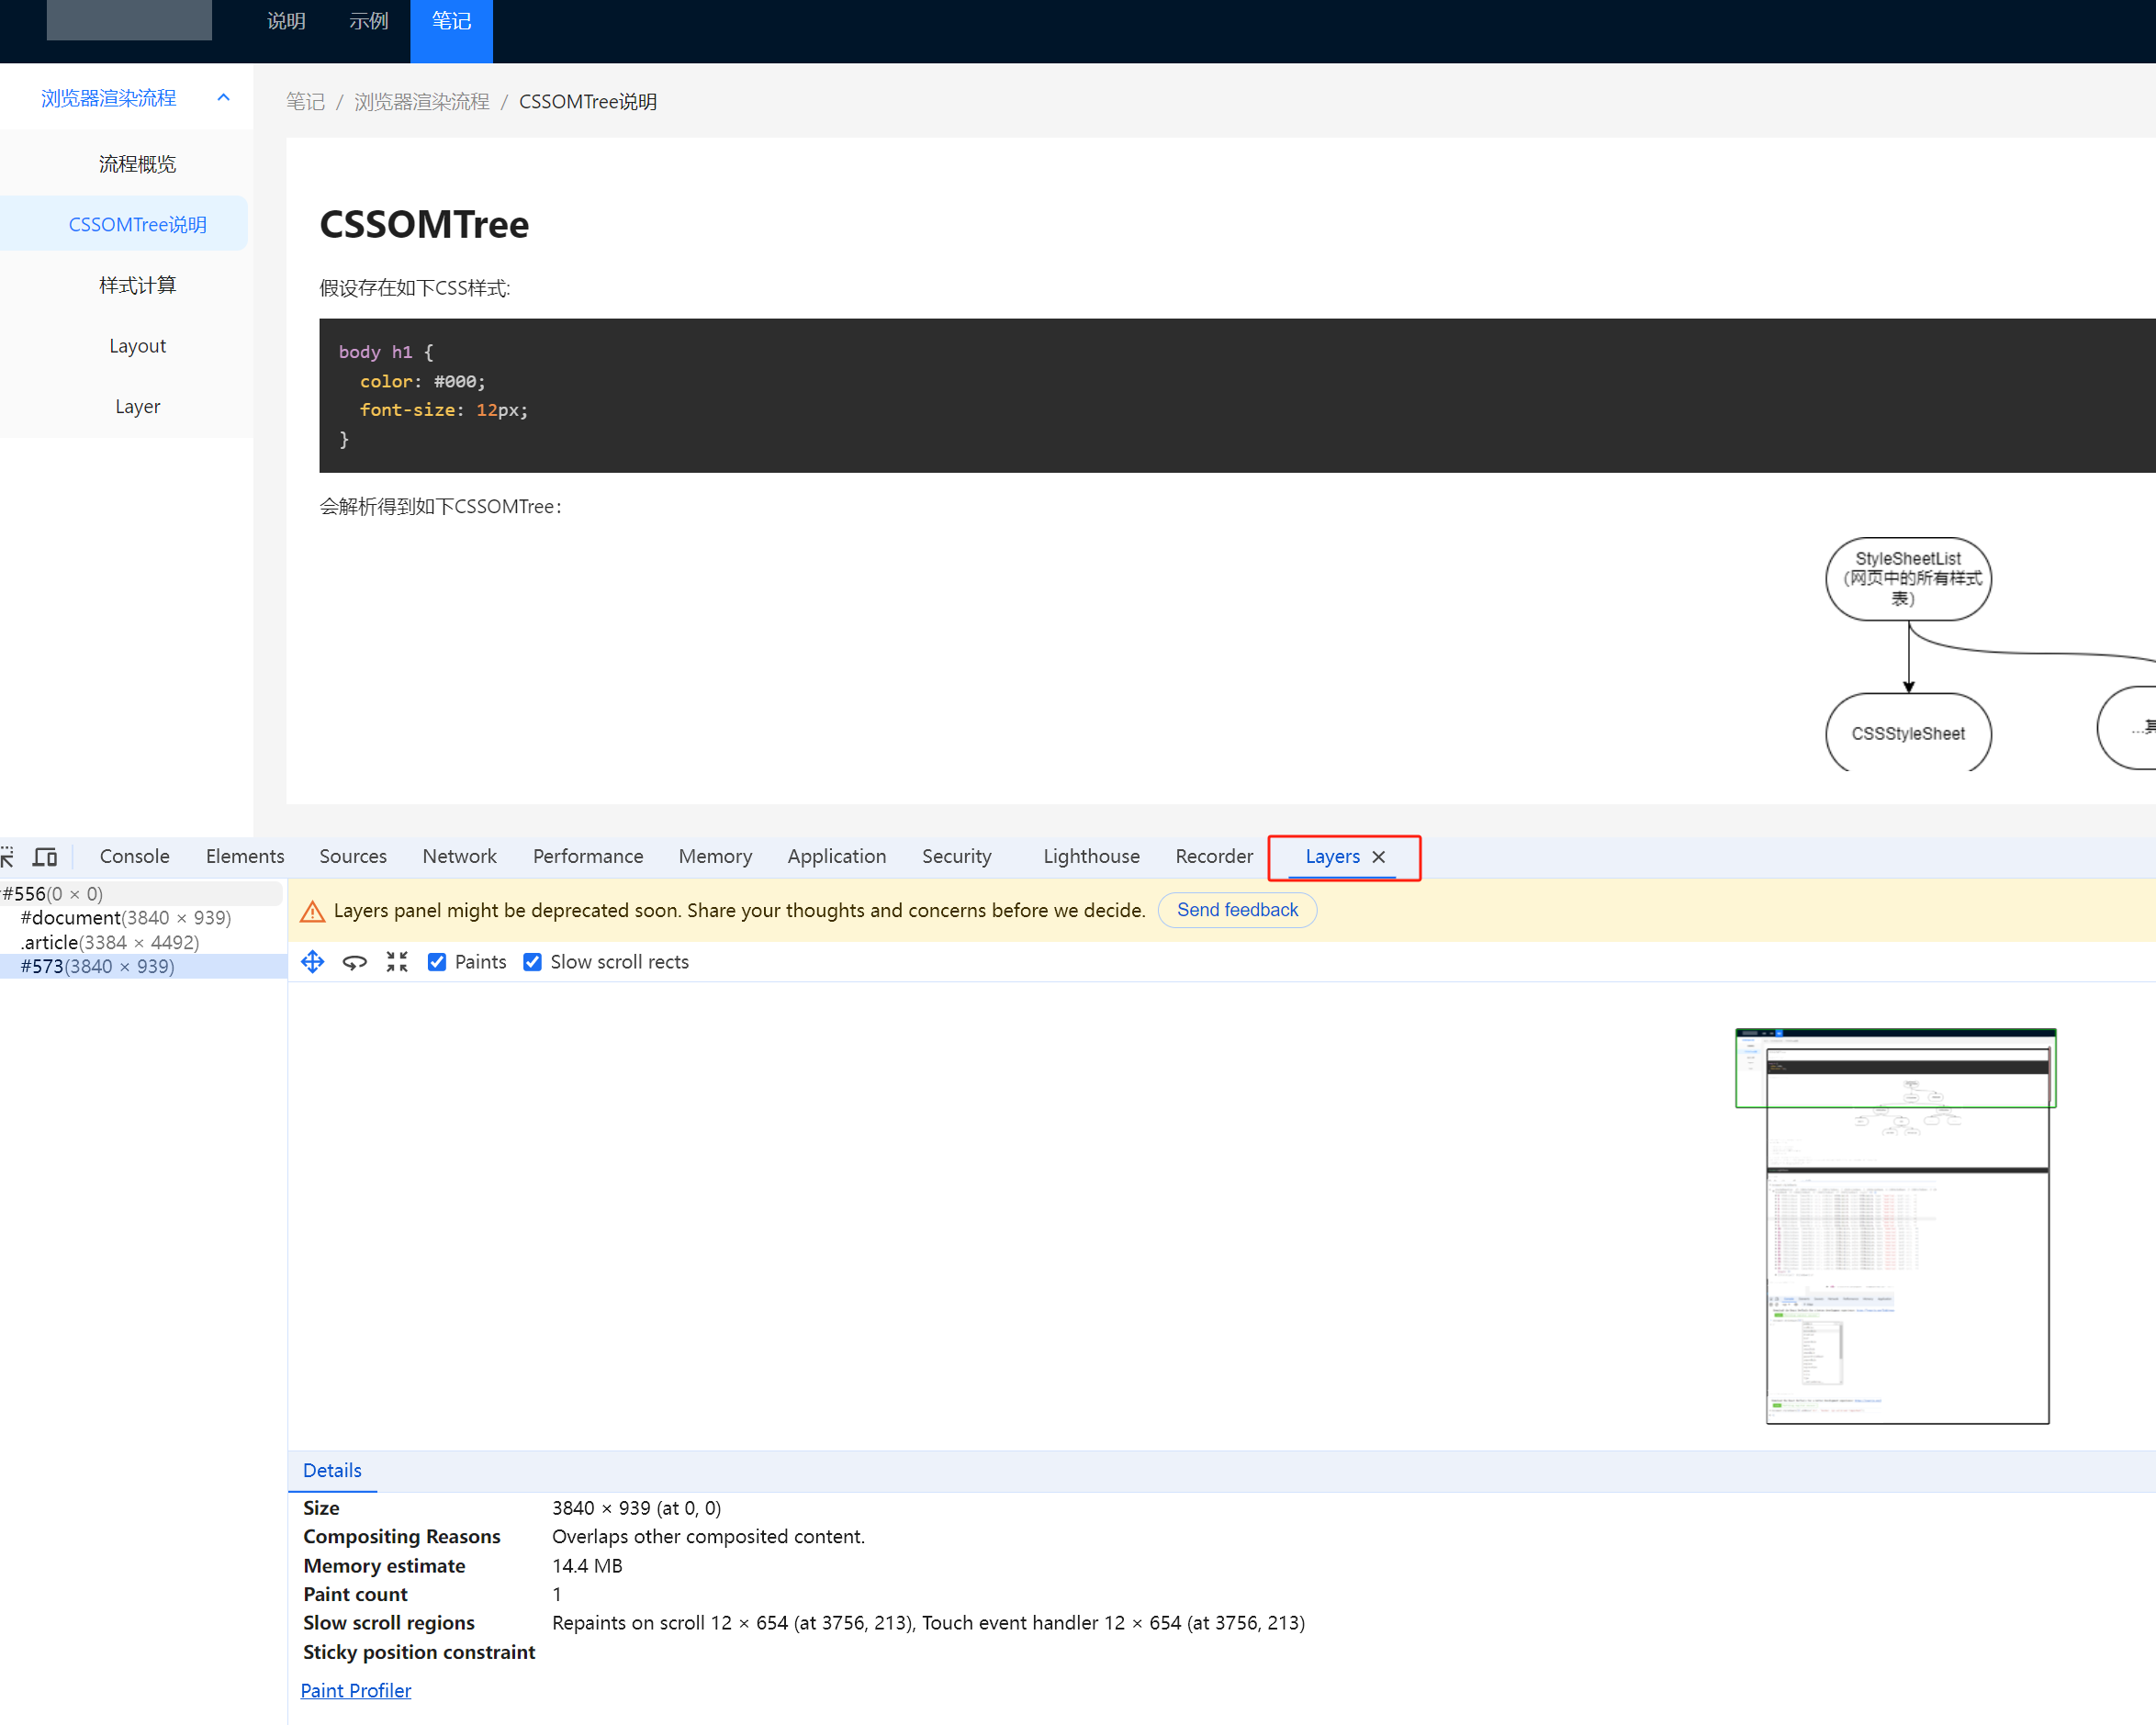 说明 示例 笔记
浏览器渲染流程
流程概览
CSSOMTree说明
样式计算
Layout
Layer
笔记 / 浏览器渲染流程 / CSSOMTree说明
CSSOMTree
假设存在如下CSS样式:
body h1 {
  color: #000;
  font-size: 12px;
}
会解析得到如下CSSOMTree：
StyleSheetList
（网页中的所有样式
表）
CSSStyleSheet
Console Elements Sources Network Performance Memory Application Security Lighthouse Recorder Layers
#556(0 × 0)
#document(3840 × 939)
.article(3384 × 4492)
#573(3840 × 939)
Layers panel might be deprecated soon. Share your thoughts and concerns before we decide. Send feedback
Paints Slow scroll rects
Details
Size 3840 × 939 (at 0, 0)
Compositing Reasons Overlaps other composited content.
Memory estimate 14.4 MB
Paint count 1
Slow scroll regions Repaints on scroll 12 × 654 (at 3756, 213), Touch event handler 12 × 654 (at 3756, 213)
Sticky position constraint
Paint Profiler